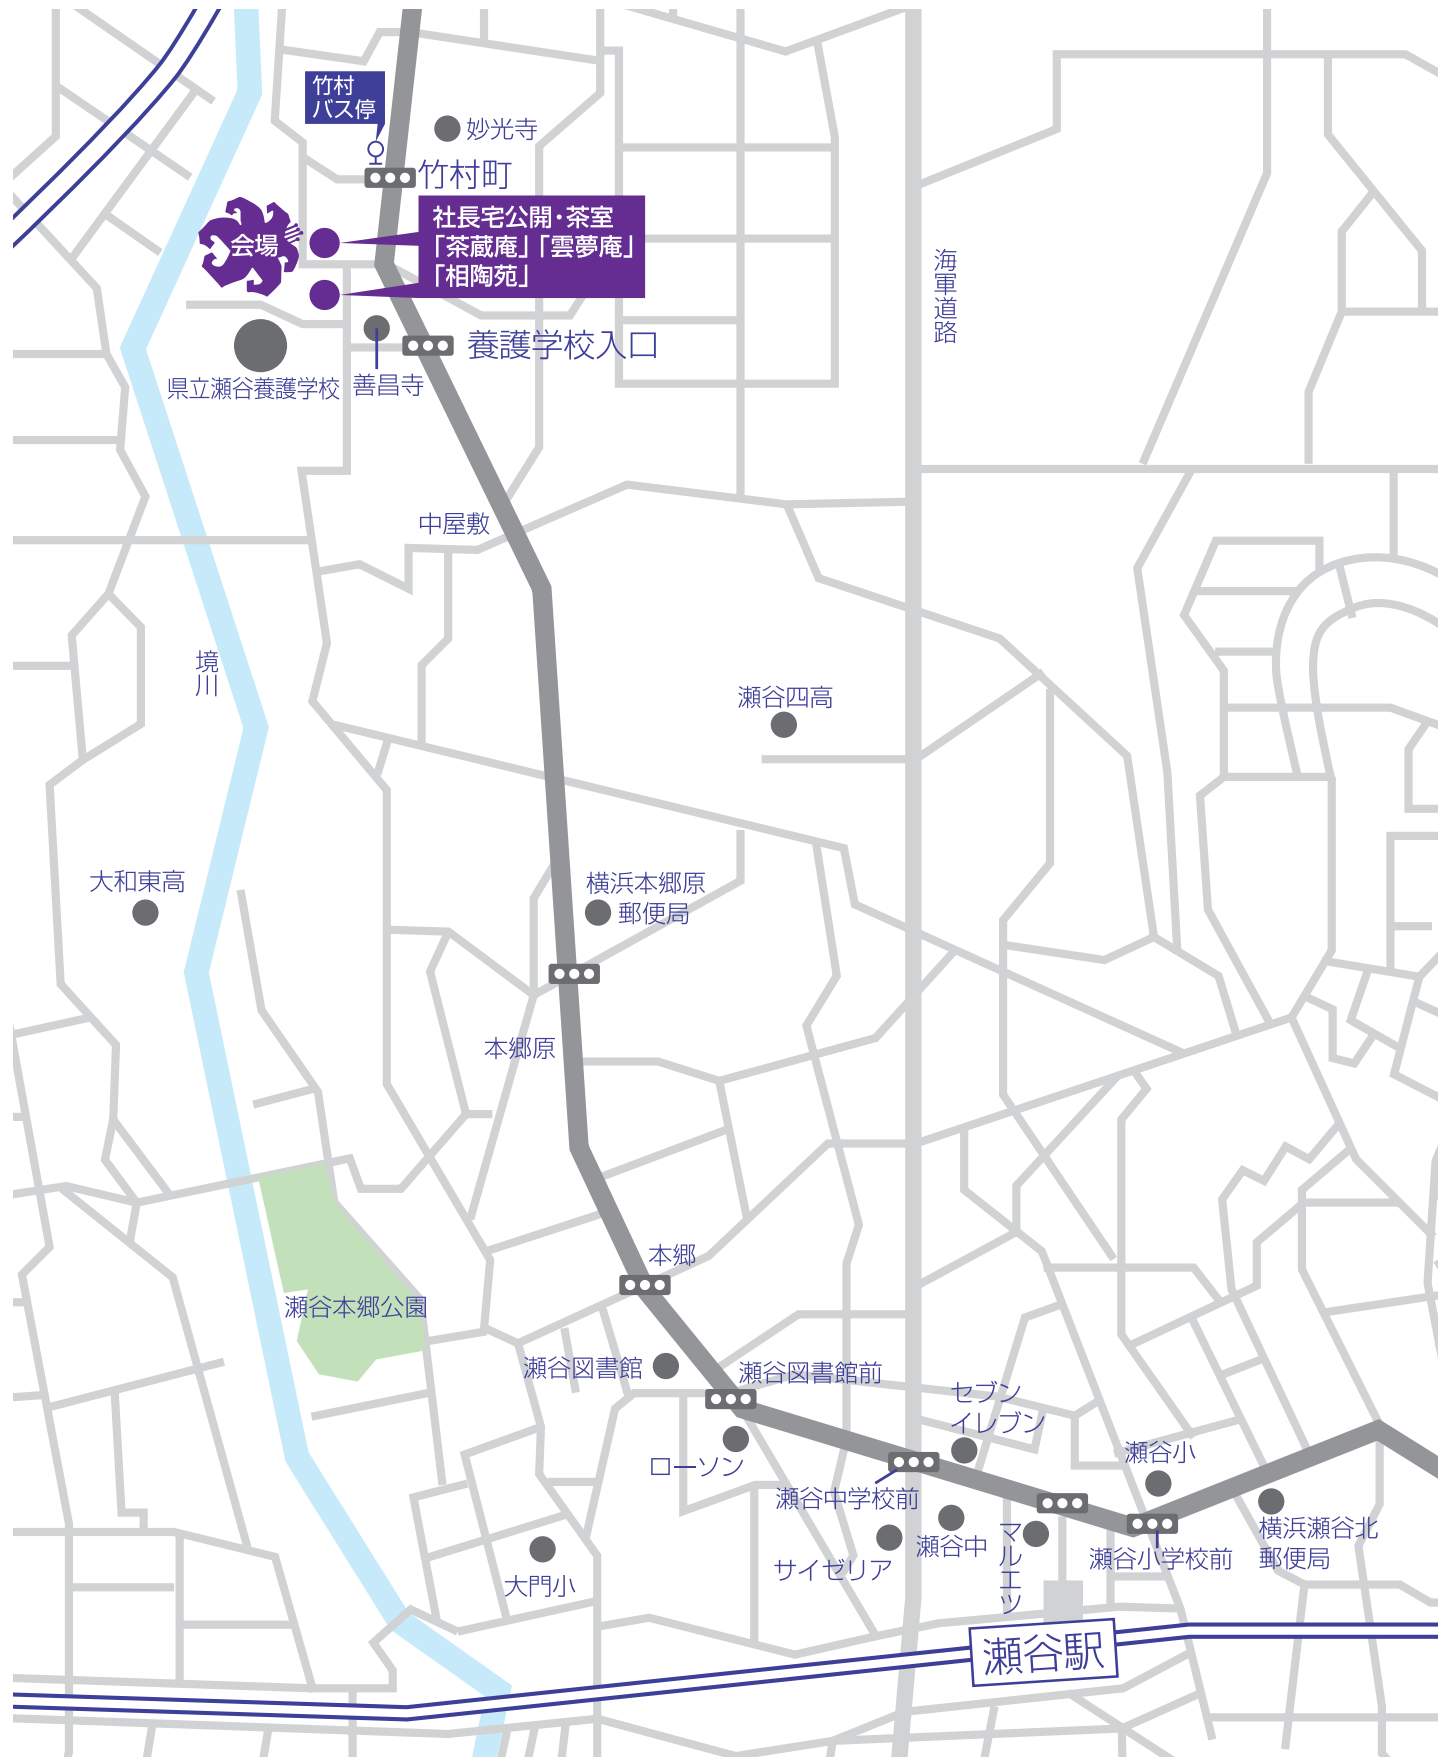 竹村
バス停
妙光寺
竹村町
社長宅公開・茶室
「茶蔵庵」「雲夢庵」
「相陶苑」
会場
海軍道路
養護学校入口
県立瀬谷養護学校
善昌寺
中屋敷
境川
瀬谷四高
大和東高
横浜本郷原
郵便局
本郷原
本郷
瀬谷本郷公園
瀬谷図書館
瀬谷図書館前
セブン
イレブン
ローソン
瀬谷小
瀬谷中学校前
横浜瀬谷北
郵便局
瀬谷中
マルエツ
サイゼリア
瀬谷小学校前
大門小
瀬谷駅